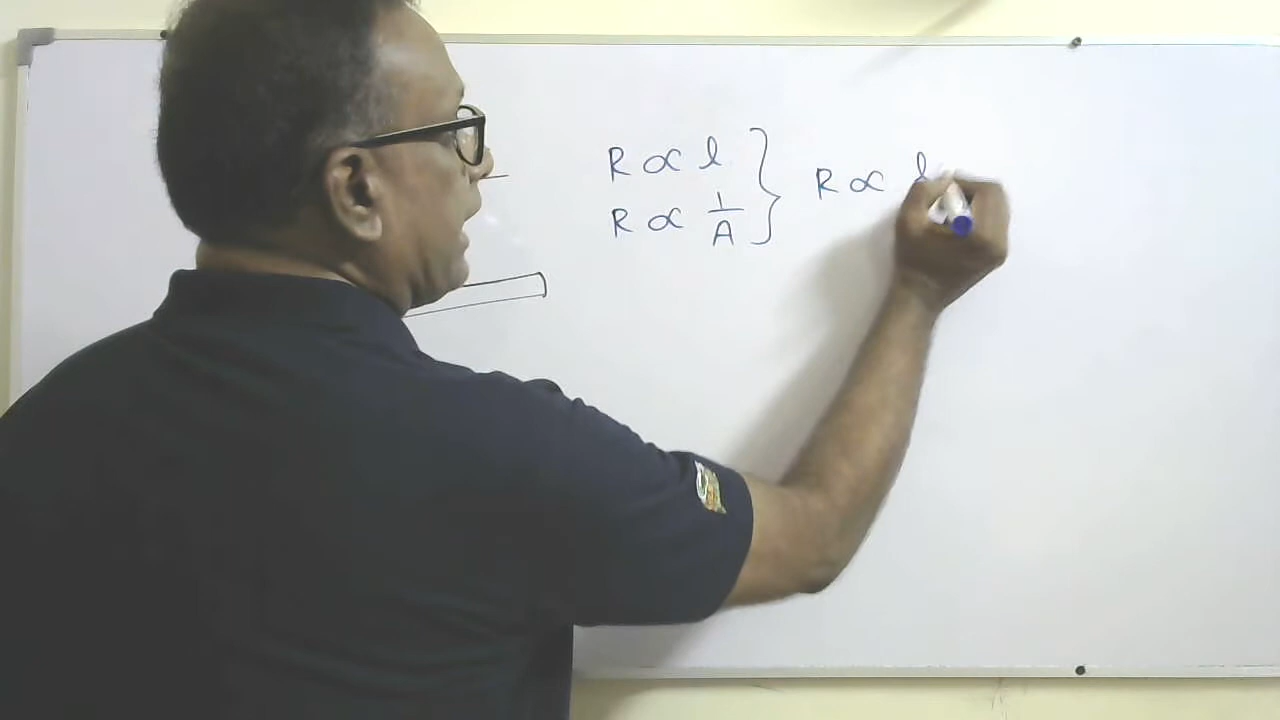 R ∝ l
R ∝ 1/A
R ∝ l